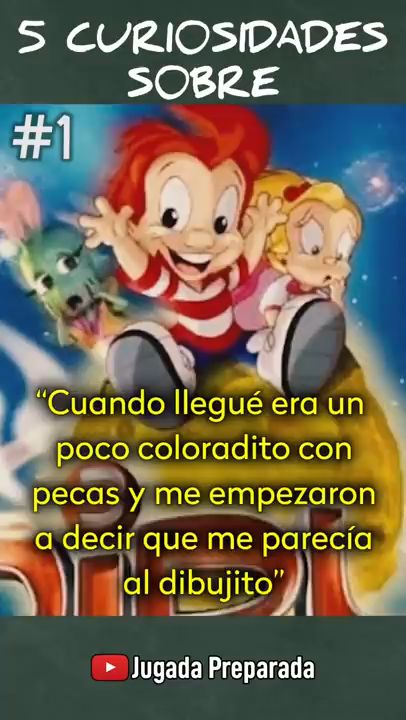 5 CURIOSIDADES
SOBRE
#1
“Cuando llegué era un
poco coloradito con
pecas y me empezaron
a decir que me parecía
al dibujito”
Jugada Preparada